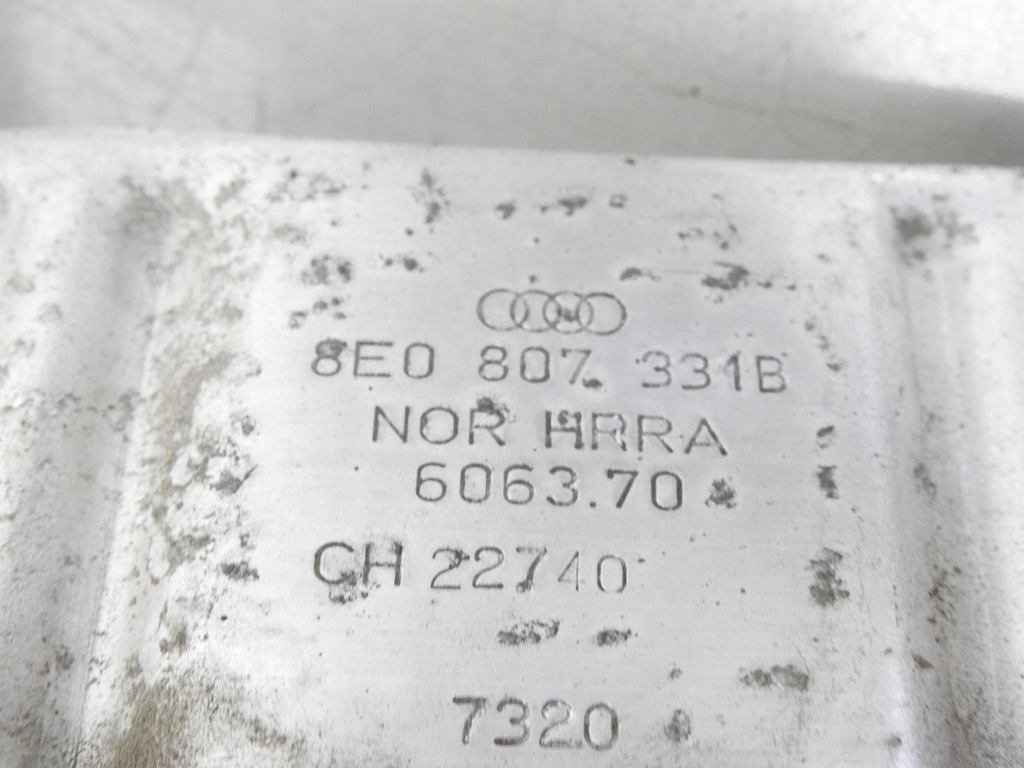 8E0 807 331B
NOR HRRA
6063.70
CH 22740
7320